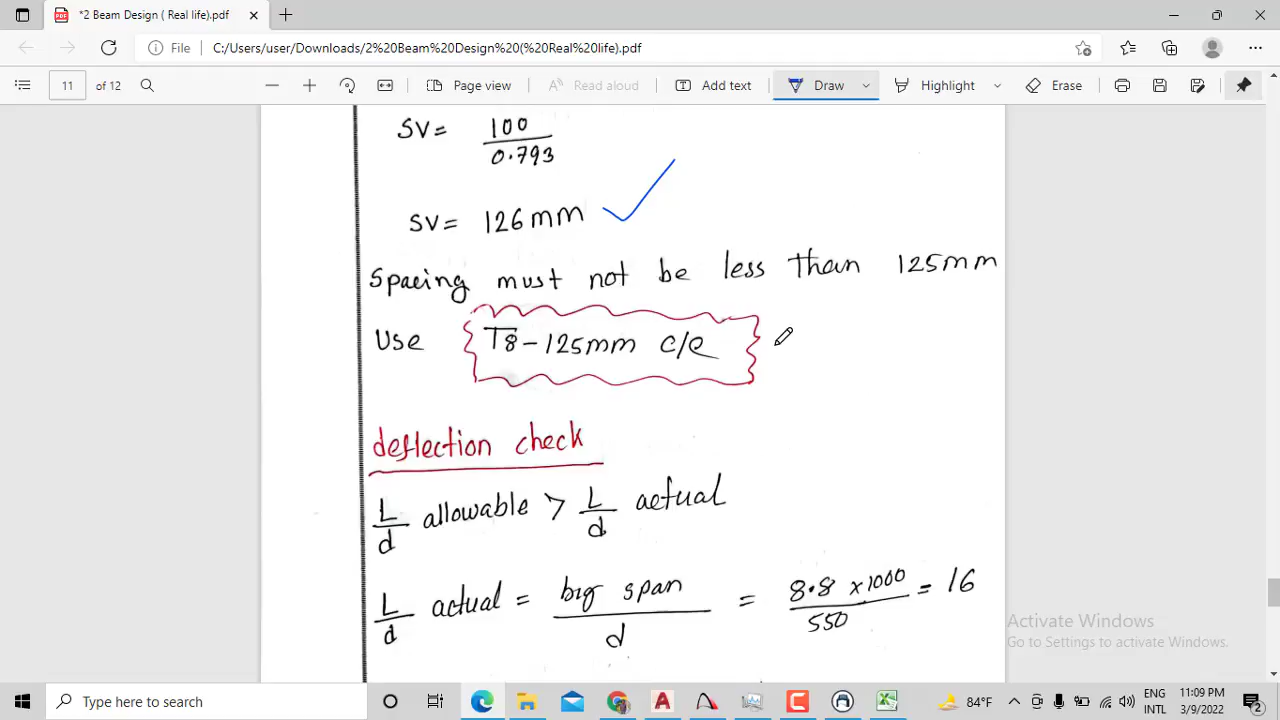 *2 Beam Design ( Real life).pdf
File C:/Users/user/Downloads/2%20Beam%20Design%20(%20Real%20life).pdf
11 of 12 Page view Read aloud Add text Draw Highlight Erase
SV= 100
0.793
SV= 126mm
Spacing must not be less than 125mm
Use T8-125mm c/c
deflection check
L/d allowable > L/d actual
L/d actual = big span/d = 8.8 x1000/550 = 16
Activate Windows
Go to Settings to activate Windows.
Type here to search
84°F
ENG
INTL
11:09 PM
3/9/2022
2